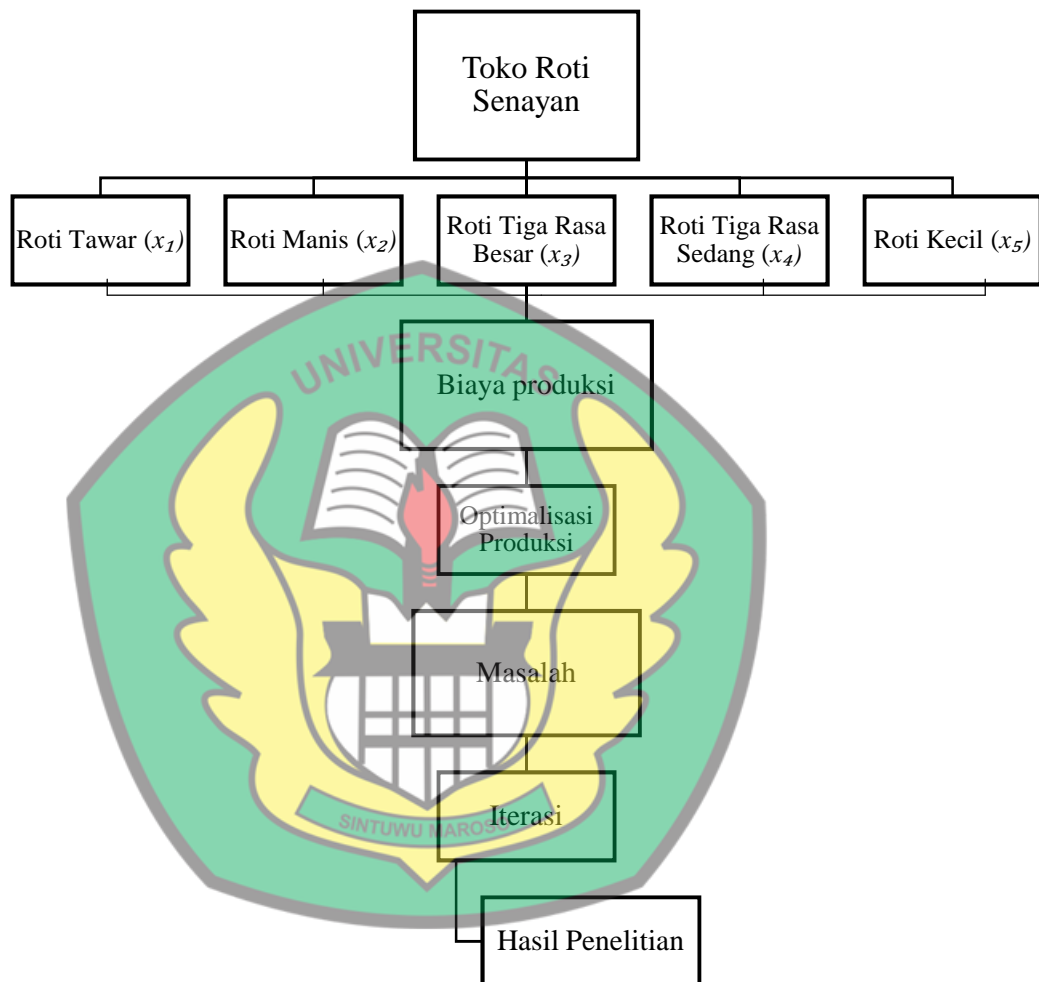 Toko Roti
Senayan
Roti Tawar (x₁)
Roti Manis (x₂)
Roti Tiga Rasa
Besar (x₃)
Roti Tiga Rasa
Sedang (x₄)
Roti Kecil (x₅)
UNIVERSITAS
Biaya produksi
Optimalisasi
Produksi
Masalah
Iterasi
SINTUWU MAROSO
Hasil Penelitian